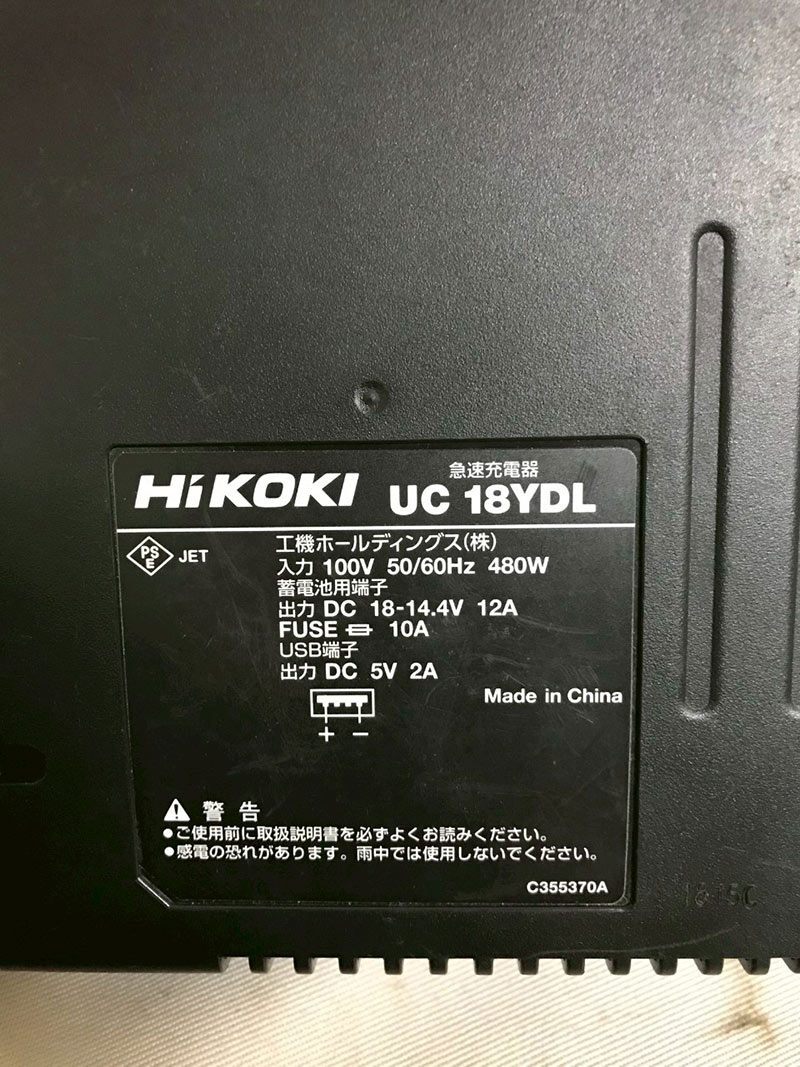 HiKOKI
急速充電器
UC 18YDL
PSE JET
工機ホールディングス(株)
入力 100V 50/60Hz 480W
蓄電池用端子
出力 DC 18-14.4V 12A
FUSE 10A
USB端子
出力 DC 5V 2A
+ −
Made in China
警告
●ご使用前に取扱説明書を必ずよくお読みください。
●感電の恐れがあります。雨中では使用しないでください。
C355370A